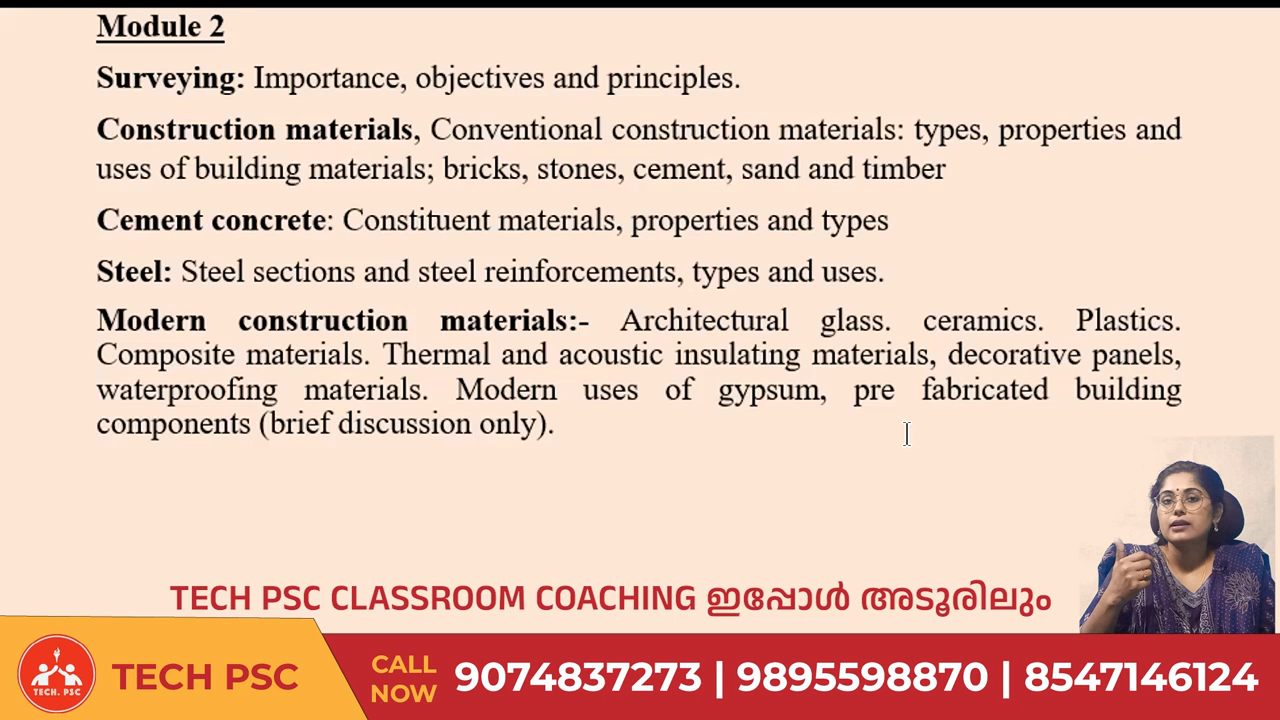 Module 2
Surveying: Importance, objectives and principles.
Construction materials, Conventional construction materials: types, properties and
uses of building materials; bricks, stones, cement, sand and timber
Cement concrete: Constituent materials, properties and types
Steel: Steel sections and steel reinforcements, types and uses.
Modern construction materials:- Architectural glass. ceramics. Plastics.
Composite materials. Thermal and acoustic insulating materials, decorative panels,
waterproofing materials. Modern uses of gypsum, pre fabricated building
components (brief discussion only).
TECH PSC CLASSROOM COACHING ഇപ്പോൾ അടൂരിലും
TECH. PSC
TECH PSC
CALL
NOW
9074837273 | 9895598870 | 8547146124